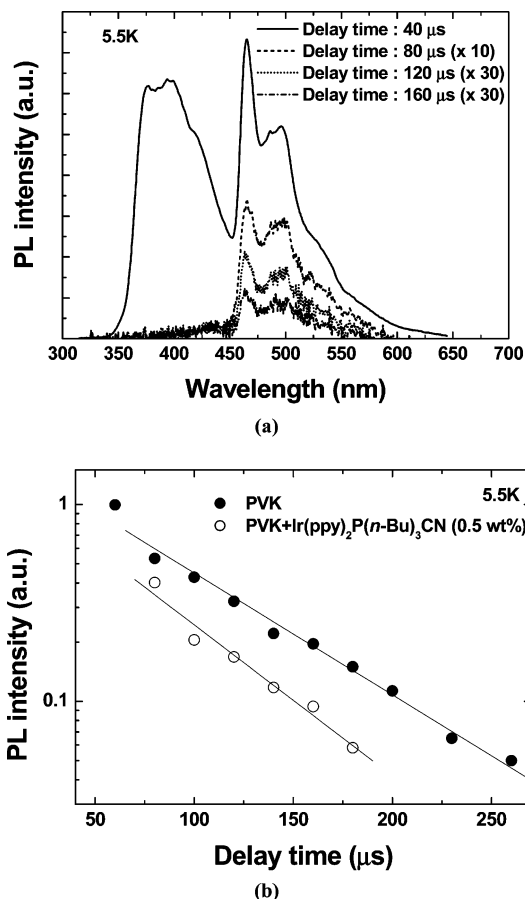 5.5K
Delay time : 40 μs
Delay time : 80 μs (x 10)
Delay time : 120 μs (x 30)
Delay time : 160 μs (x 30)
PL intensity (a.u.)
300 350 400 450 500 550 600 650 700
Wavelength (nm)
(a)
5.5K
PVK
PVK+Ir(ppy)2P(n-Bu)3CN (0.5 wt%)
1
0.1
PL intensity (a.u.)
50 100 150 200 250
Delay time (μs)
(b)